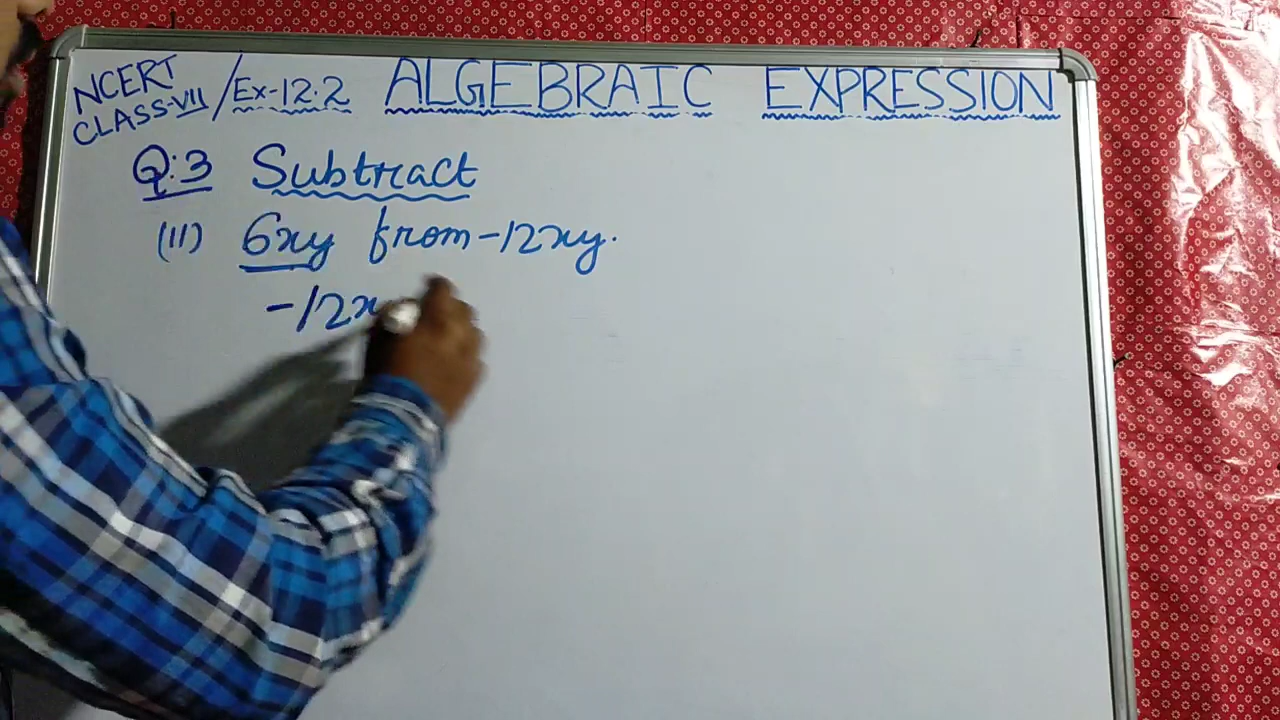 NCERT CLASS-VII / Ex-12.2 ALGEBRAIC EXPRESSION
Q:3 Subtract
(II) 6xy from -12xy.
-12x